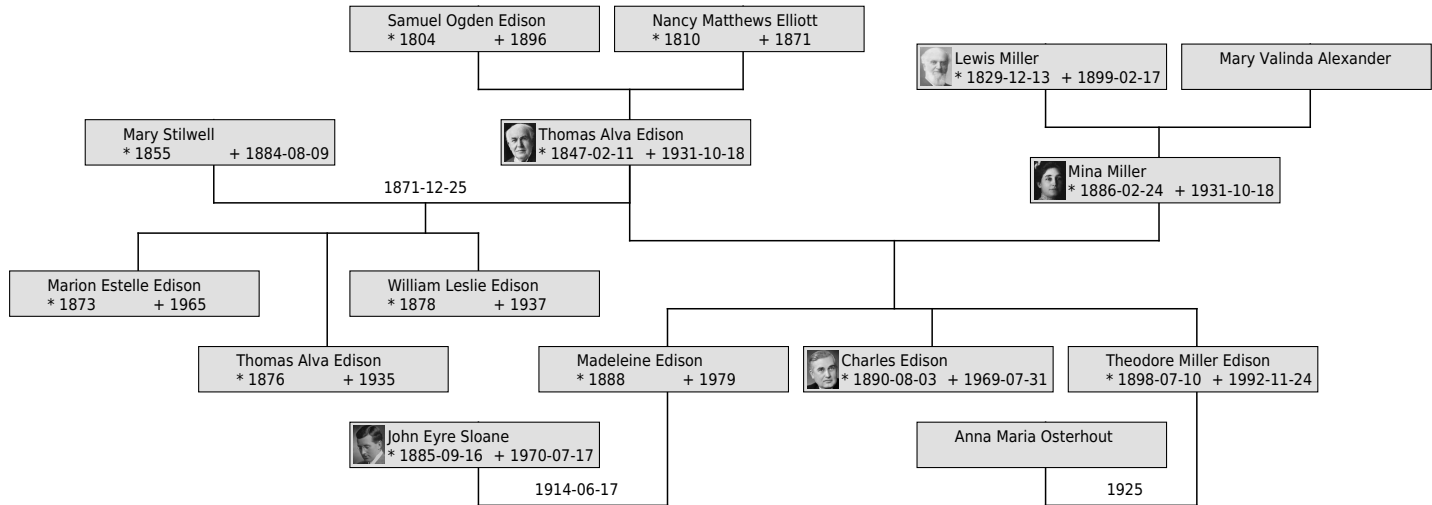 Samuel Ogden Edison
* 1804 + 1896
Nancy Matthews Elliott
* 1810 + 1871
Lewis Miller
* 1829-12-13 + 1899-02-17
Mary Valinda Alexander
Mary Stilwell
* 1855 + 1884-08-09
Thomas Alva Edison
* 1847-02-11 + 1931-10-18
Mina Miller
* 1886-02-24 + 1931-10-18
1871-12-25
Marion Estelle Edison
* 1873 + 1965
William Leslie Edison
* 1878 + 1937
Thomas Alva Edison
* 1876 + 1935
Madeleine Edison
* 1888 + 1979
Charles Edison
* 1890-08-03 + 1969-07-31
Theodore Miller Edison
* 1898-07-10 + 1992-11-24
John Eyre Sloane
* 1885-09-16 + 1970-07-17
Anna Maria Osterhout
1914-06-17
1925